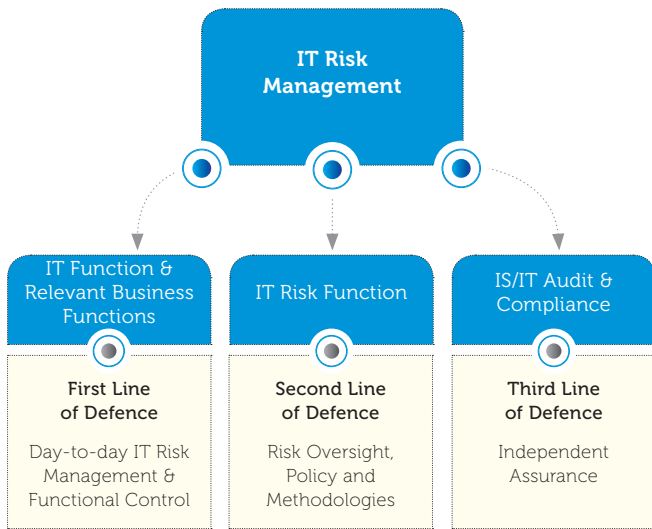 IT Risk
Management
IT Function &
Relevant Business
Functions
First Line
of Defence
Day-to-day IT Risk
Management &
Functional Control
IT Risk Function
Second Line
of Defence
Risk Oversight,
Policy and
Methodologies
IS/IT Audit &
Compliance
Third Line
of Defence
Independent
Assurance